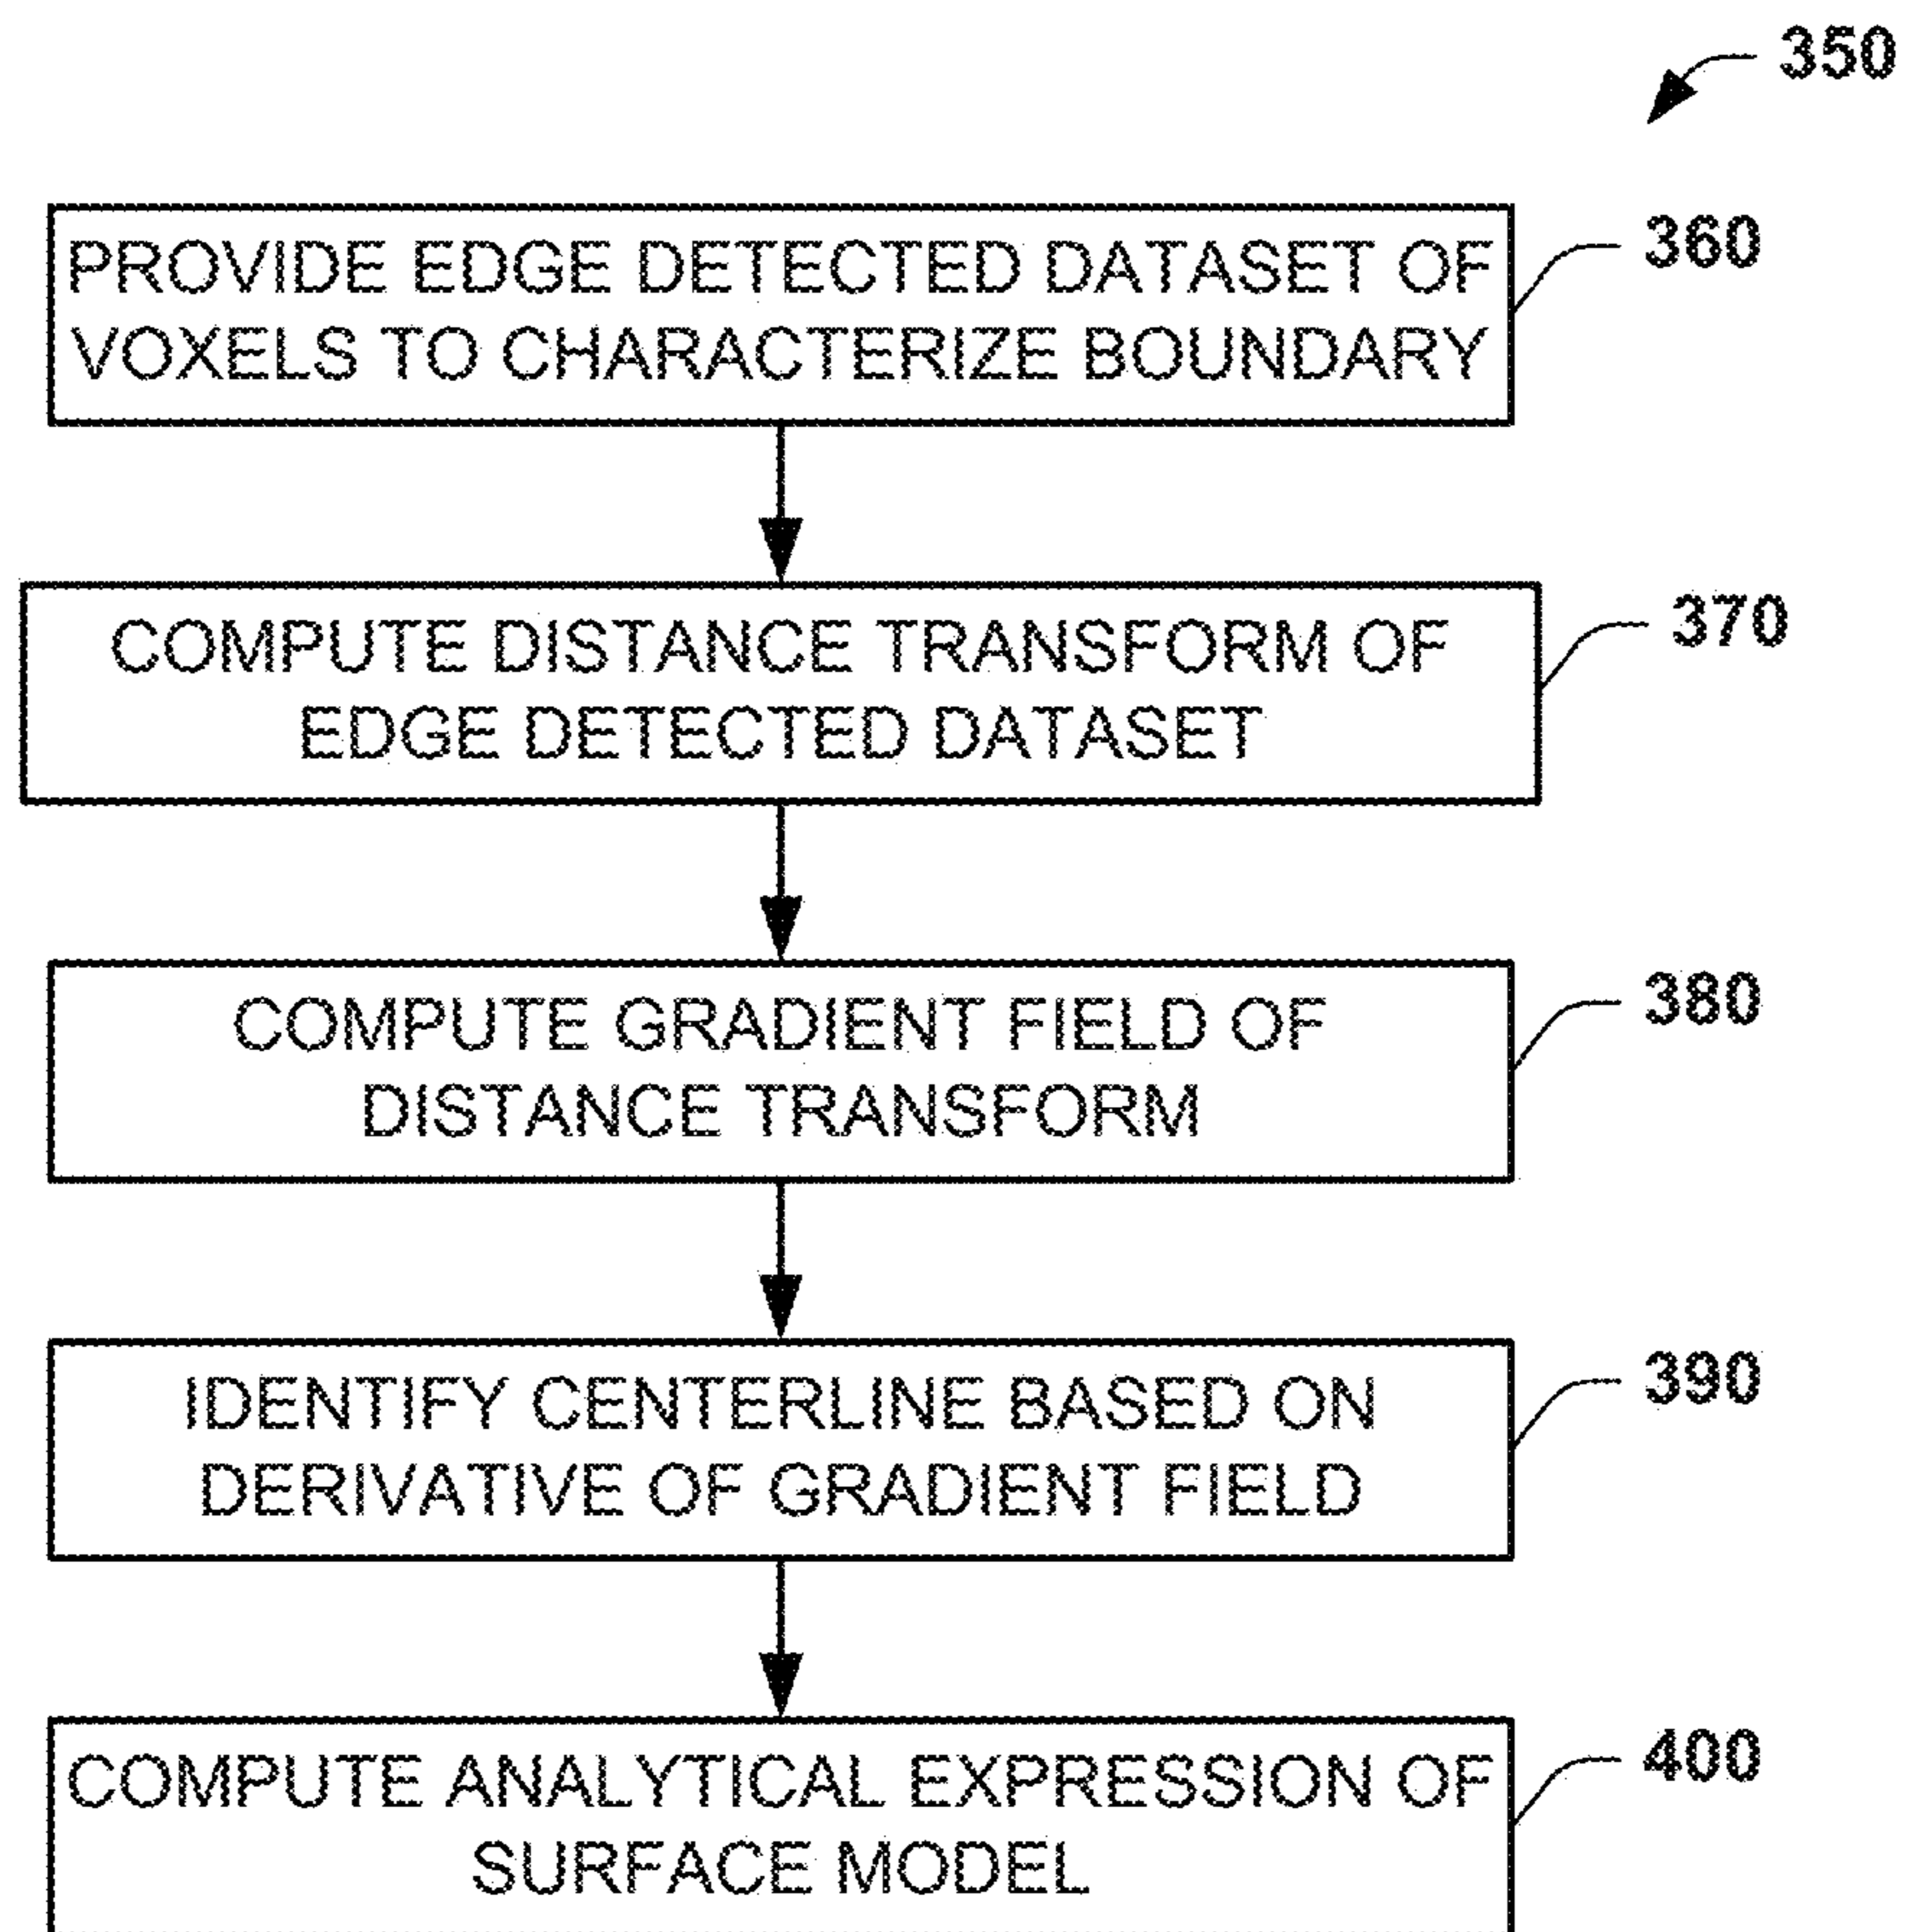 350
PROVIDE EDGE DETECTED DATASET OF
VOXELS TO CHARACTERIZE BOUNDARY
360
COMPUTE DISTANCE TRANSFORM OF
EDGE DETECTED DATASET
370
COMPUTE GRADIENT FIELD OF
DISTANCE TRANSFORM
380
IDENTIFY CENTERLINE BASED ON
DERIVATIVE OF GRADIENT FIELD
390
COMPUTE ANALYTICAL EXPRESSION OF
SURFACE MODEL
400